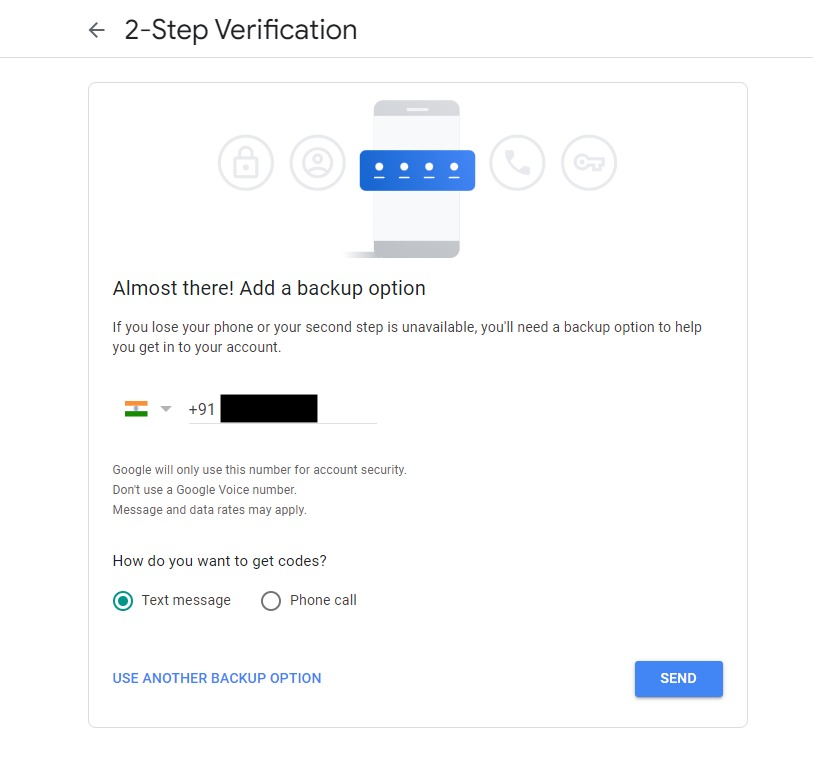 2-Step Verification
Almost there! Add a backup option
If you lose your phone or your second step is unavailable, you'll need a backup option to help
you get in to your account.
+91
Google will only use this number for account security.
Don't use a Google Voice number.
Message and data rates may apply.
How do you want to get codes?
Text message Phone call
USE ANOTHER BACKUP OPTION SEND